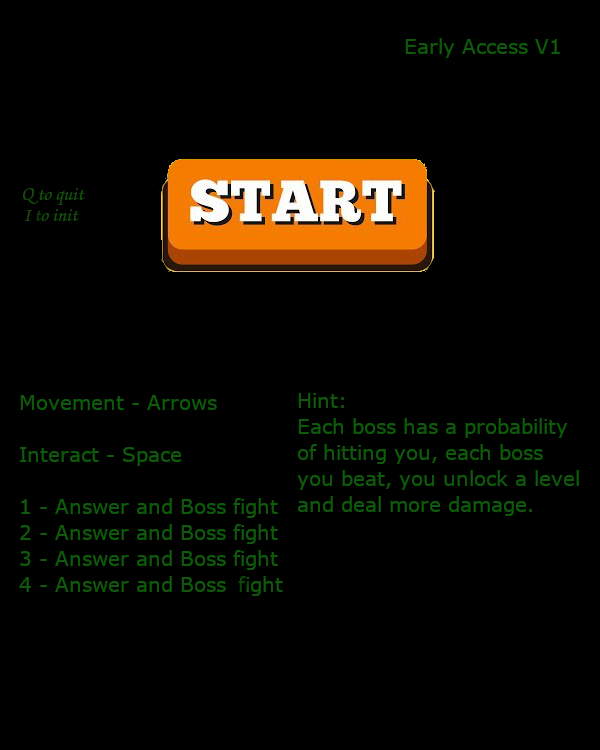 Early Access V1
START
Q to quit
I to init
Movement - Arrows
Interact - Space
1 - Answer and Boss fight
2 - Answer and Boss fight
3 - Answer and Boss fight
4 - Answer and Boss fight
Hint:
Each boss has a probability
of hitting you, each boss
you beat, you unlock a level
and deal more damage.